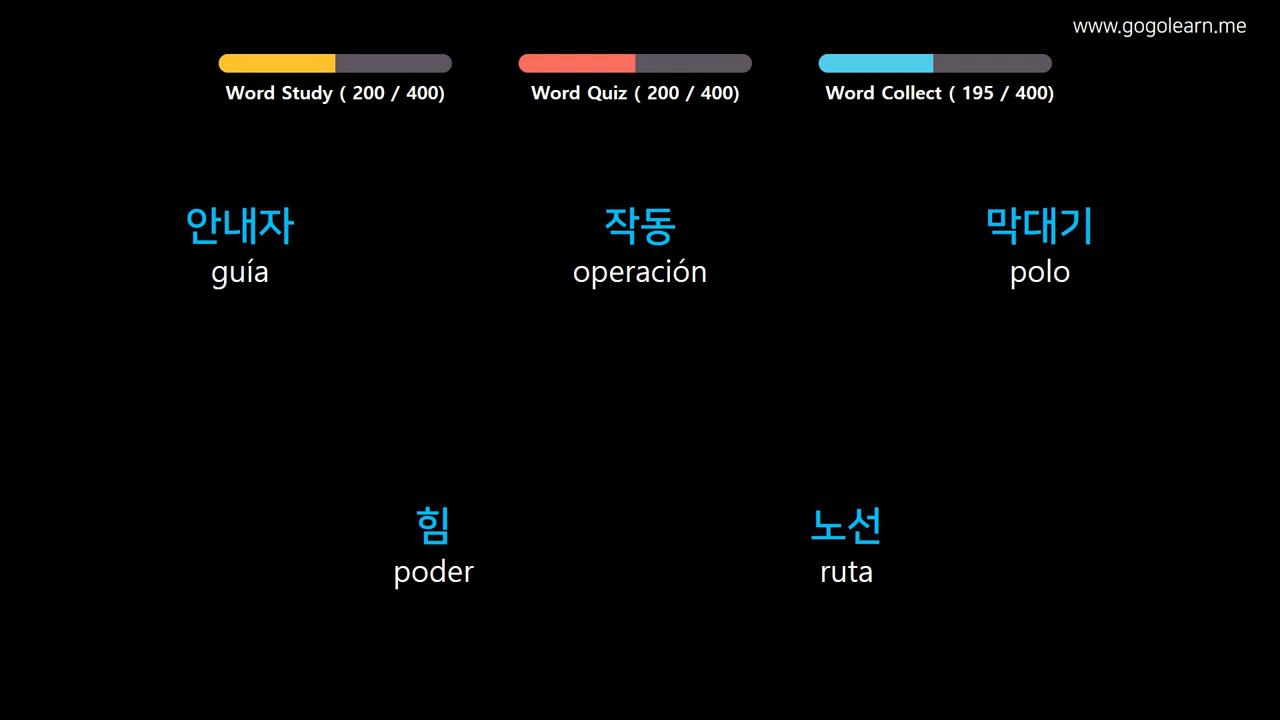 www.gogolearn.me
Word Study ( 200 / 400)
Word Quiz ( 200 / 400)
Word Collect ( 195 / 400)
안내자
guía
작동
operación
막대기
polo
힘
poder
노선
ruta